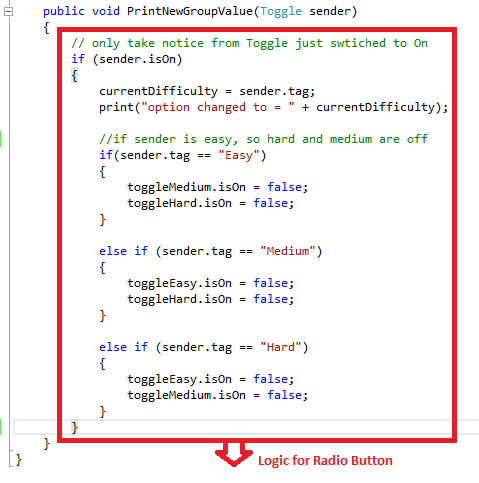 public void PrintNewGroupValue(Toggle sender)
{
// only take notice from Toggle just swtiched to On
if (sender.isOn)
{
currentDifficulty = sender.tag;
print("option changed to = " + currentDifficulty);
//if sender is easy, so hard and medium are off
if(sender.tag == "Easy")
{
toggleMedium.isOn = false;
toggleHard.isOn = false;
}
else if (sender.tag == "Medium")
{
toggleEasy.isOn = false;
toggleHard.isOn = false;
}
else if (sender.tag == "Hard")
{
toggleEasy.isOn = false;
toggleMedium.isOn = false;
}
}
}
}
Logic for Radio Button